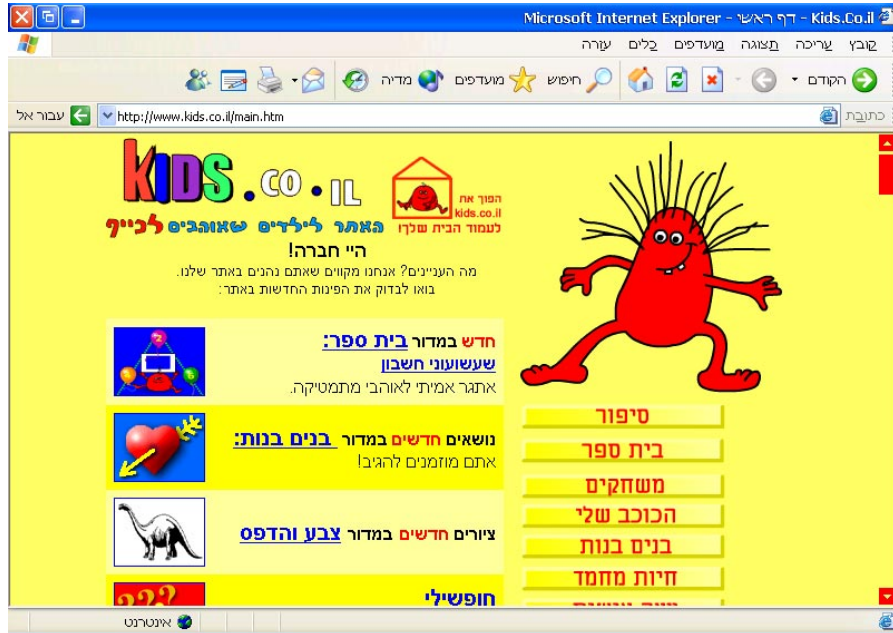 Kids.Co.il - דף ראשי - Microsoft Internet Explorer
קובץ עריכה תצוגה מועדפים כלים עזרה
הקודם חיפוש מועדפים מדיה
כתובת http://www.kids.co.il/main.htm עבור אל
KIDS.CO.IL
האתר לילדים שאוהבים לכייף
הפוך את
kids.co.il
לעמוד הבית שלך!
היי חברה!
מה העניינים? אנחנו מקווים שאתם נהנים באתר שלנו.
בואו לבדוק את הפינות החדשות באתר:
חדש במדור בית ספר:
שעשועוני חשבון
אתגר אמיתי לאוהבי מתמטיקה.
נושאים חדשים במדור בנים בנות:
אתם מוזמנים להגיב!
ציורים חדשים במדור צבע והדפס
חופשילי
???
סיפור
בית ספר
משחקים
הכוכב שלי
בנים בנות
חיות מחמד
אינטרנט